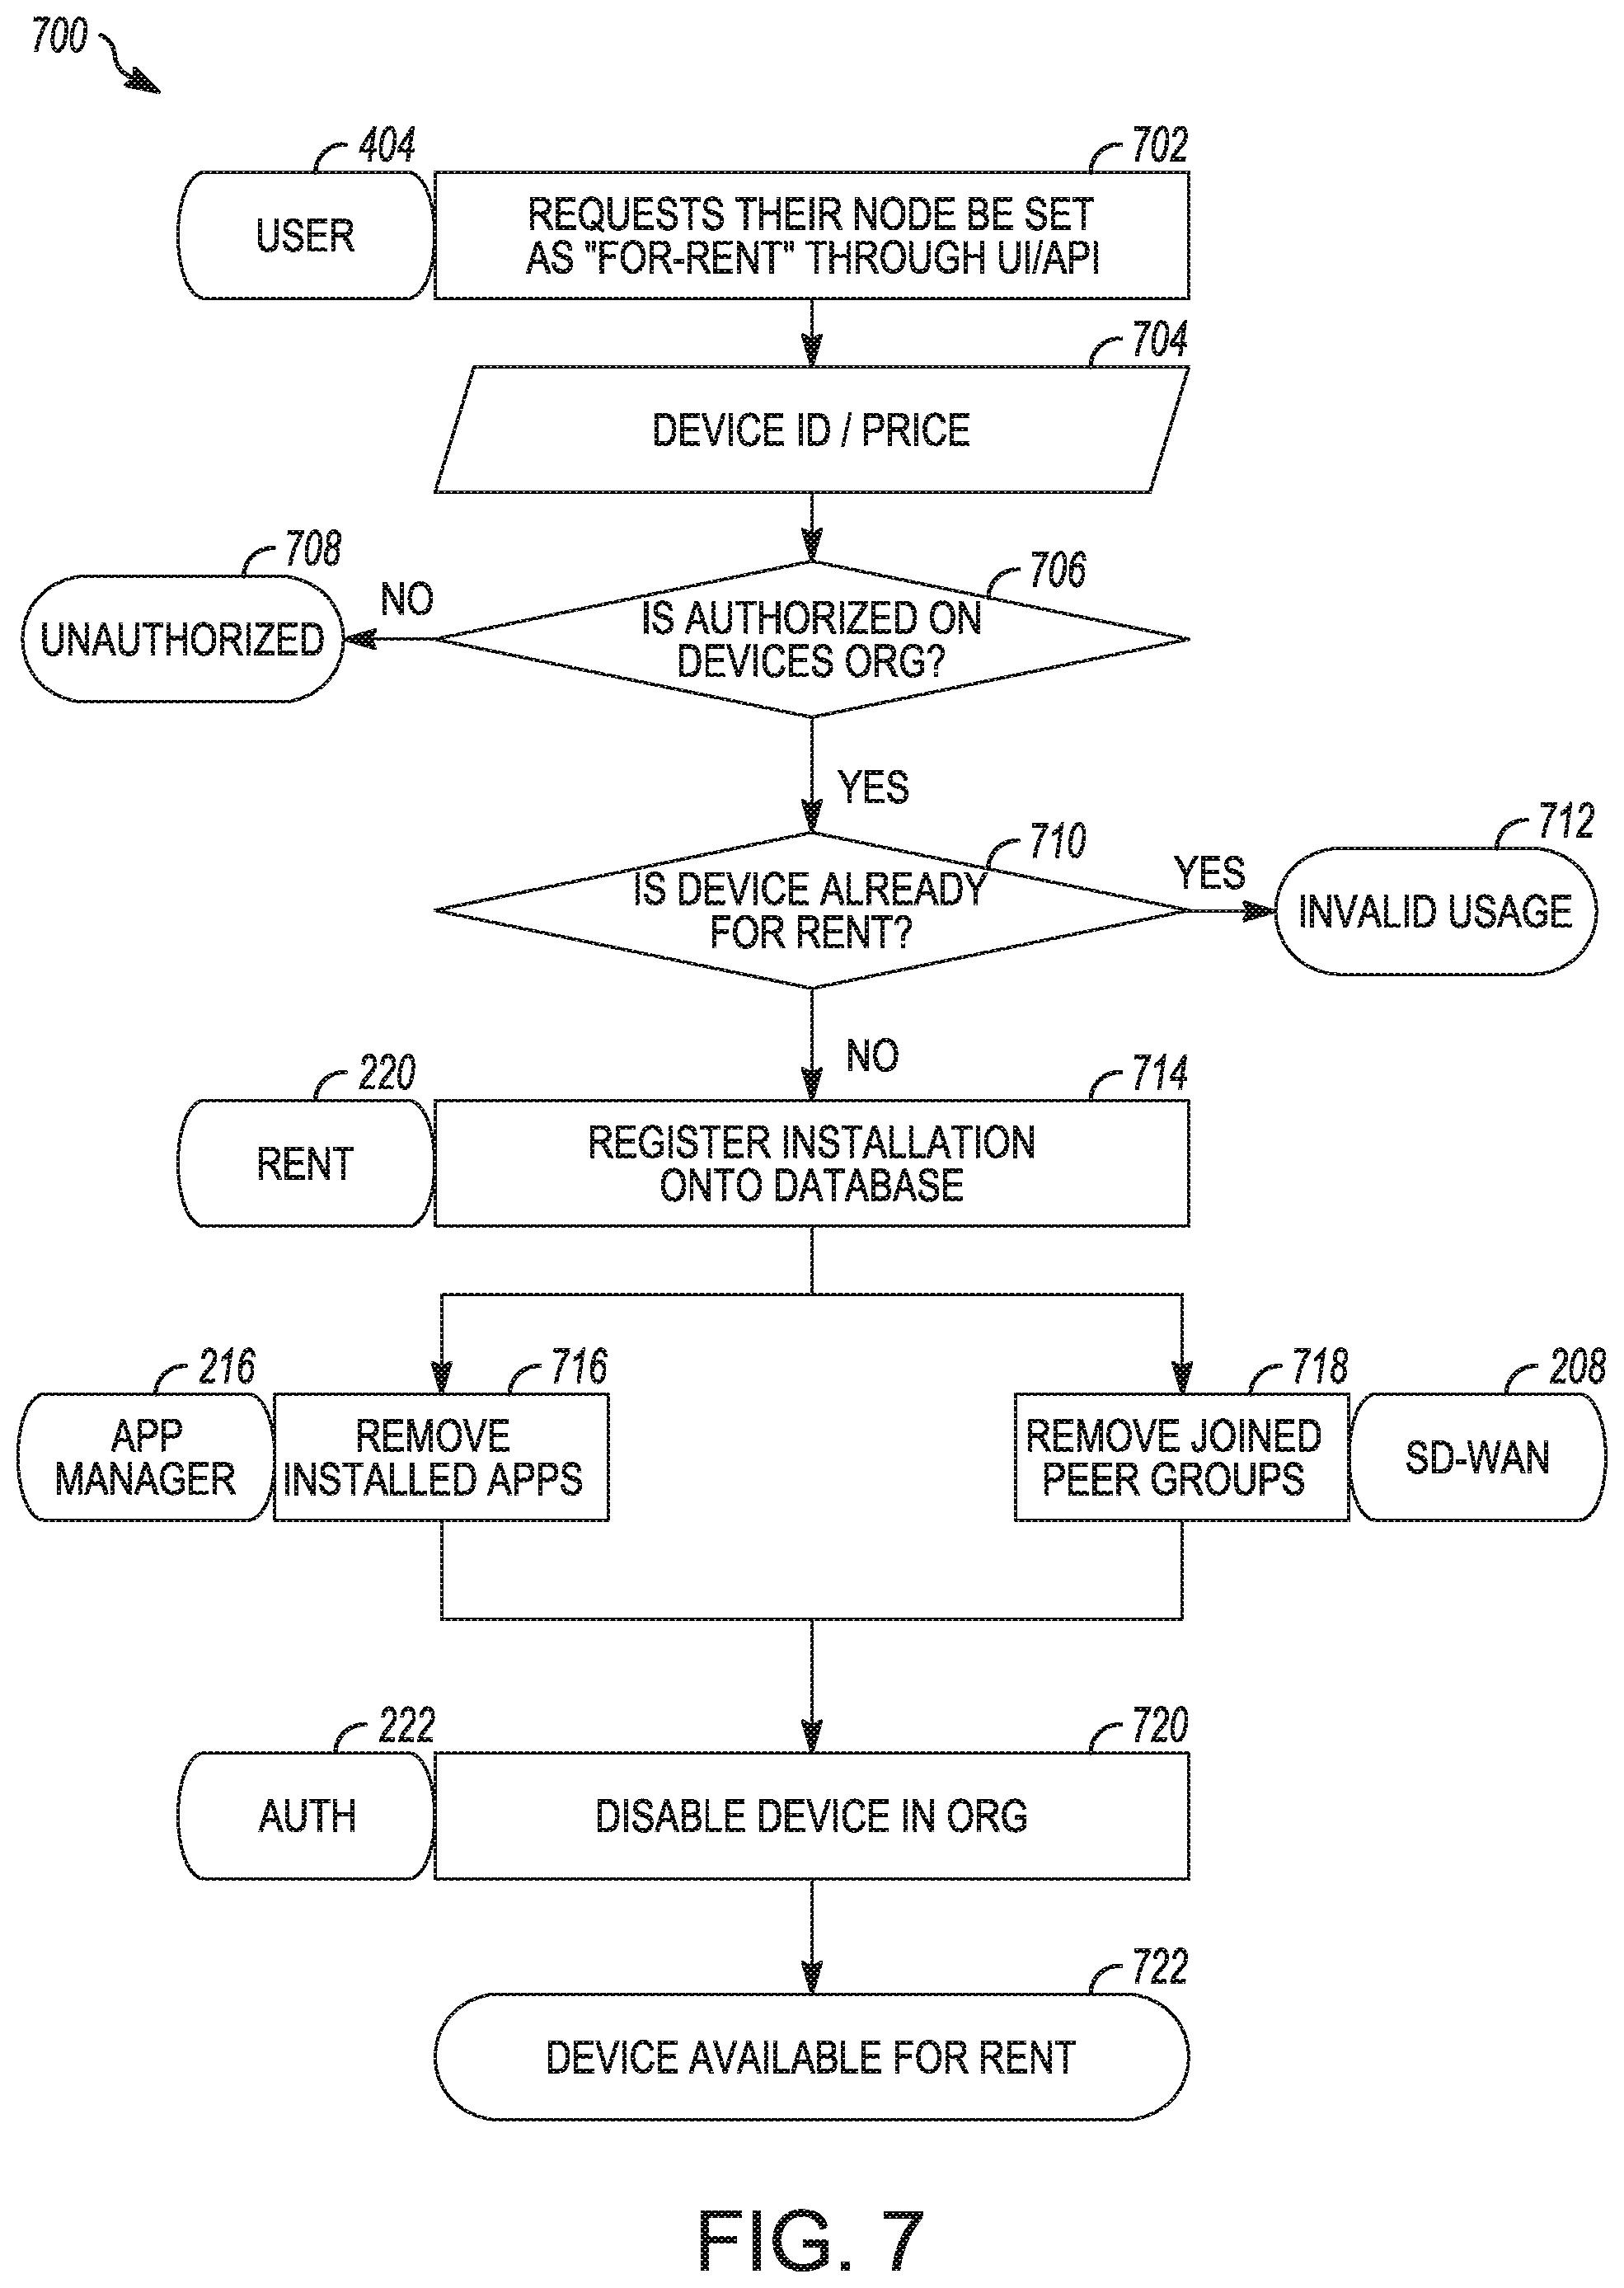 700
404
702
USER
REQUESTS THEIR NODE BE SET
AS "FOR-RENT" THROUGH UI/API
704
DEVICE ID / PRICE
708
706
NO
UNAUTHORIZED
IS AUTHORIZED ON
DEVICES ORG?
YES
710
712
YES
IS DEVICE ALREADY
FOR RENT?
INVALID USAGE
NO
220
714
RENT
REGISTER INSTALLATION
ONTO DATABASE
216
716
718
208
APP
MANAGER
REMOVE
INSTALLED APPS
REMOVE JOINED
PEER GROUPS
SD-WAN
222
720
AUTH
DISABLE DEVICE IN ORG
722
DEVICE AVAILABLE FOR RENT
FIG. 7